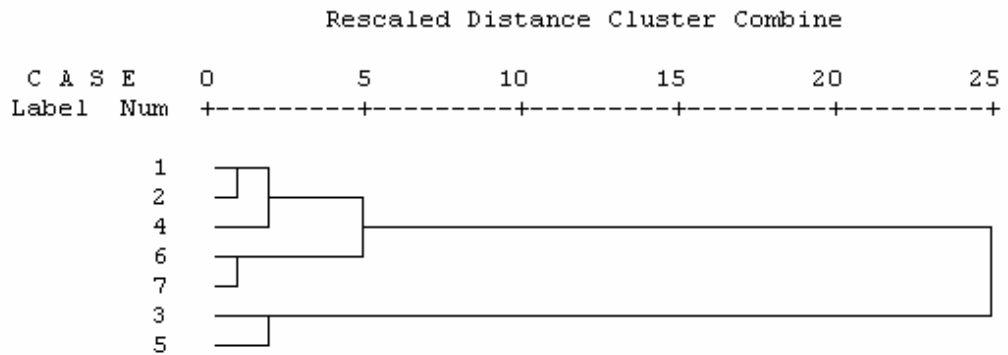 Rescaled Distance Cluster Combine
C A S E 0 5 10 15 20 25
Label Num +---------+---------+---------+---------+---------+
1
2
4
6
7
3
5